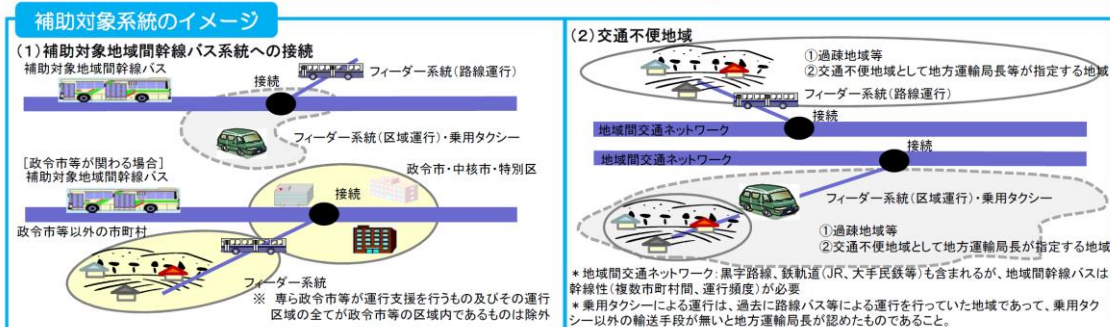 補助対象系統のイメージ
(1)補助対象地域間幹線バス系統への接続
補助対象地域間幹線バス
フィーダー系統(路線運行)
接続
フィーダー系統(区域運行)・乗用タクシー
[政令市等が関わる場合]
補助対象地域間幹線バス
政令市・中核市・特別区
接続
政令市等以外の市町村
フィーダー系統
※ 専ら政令市等が運行支援を行うもの及びその運行
区域の全てが政令市等の区域内であるものは除外
(2)交通不便地域
①過疎地域等
②交通不便地域として地方運輸局長等が指定する地域
フィーダー系統(路線運行)
接続
地域間交通ネットワーク
接続
地域間交通ネットワーク
フィーダー系統(区域運行)・乗用タクシー
①過疎地域等
②交通不便地域として地方運輸局長が指定する地域
*地域間交通ネットワーク:黒字路線、鉄軌道(JR、大手民鉄等)も含まれるが、地域間幹線バスは
幹線性(複数市町村間、運行頻度)が必要
*乗用タクシーによる運行は、過去に路線バス等による運行を行っていた地域であって、乗用タク
シー以外の輸送手段が無いと地方運輸局長が認めたものであること。